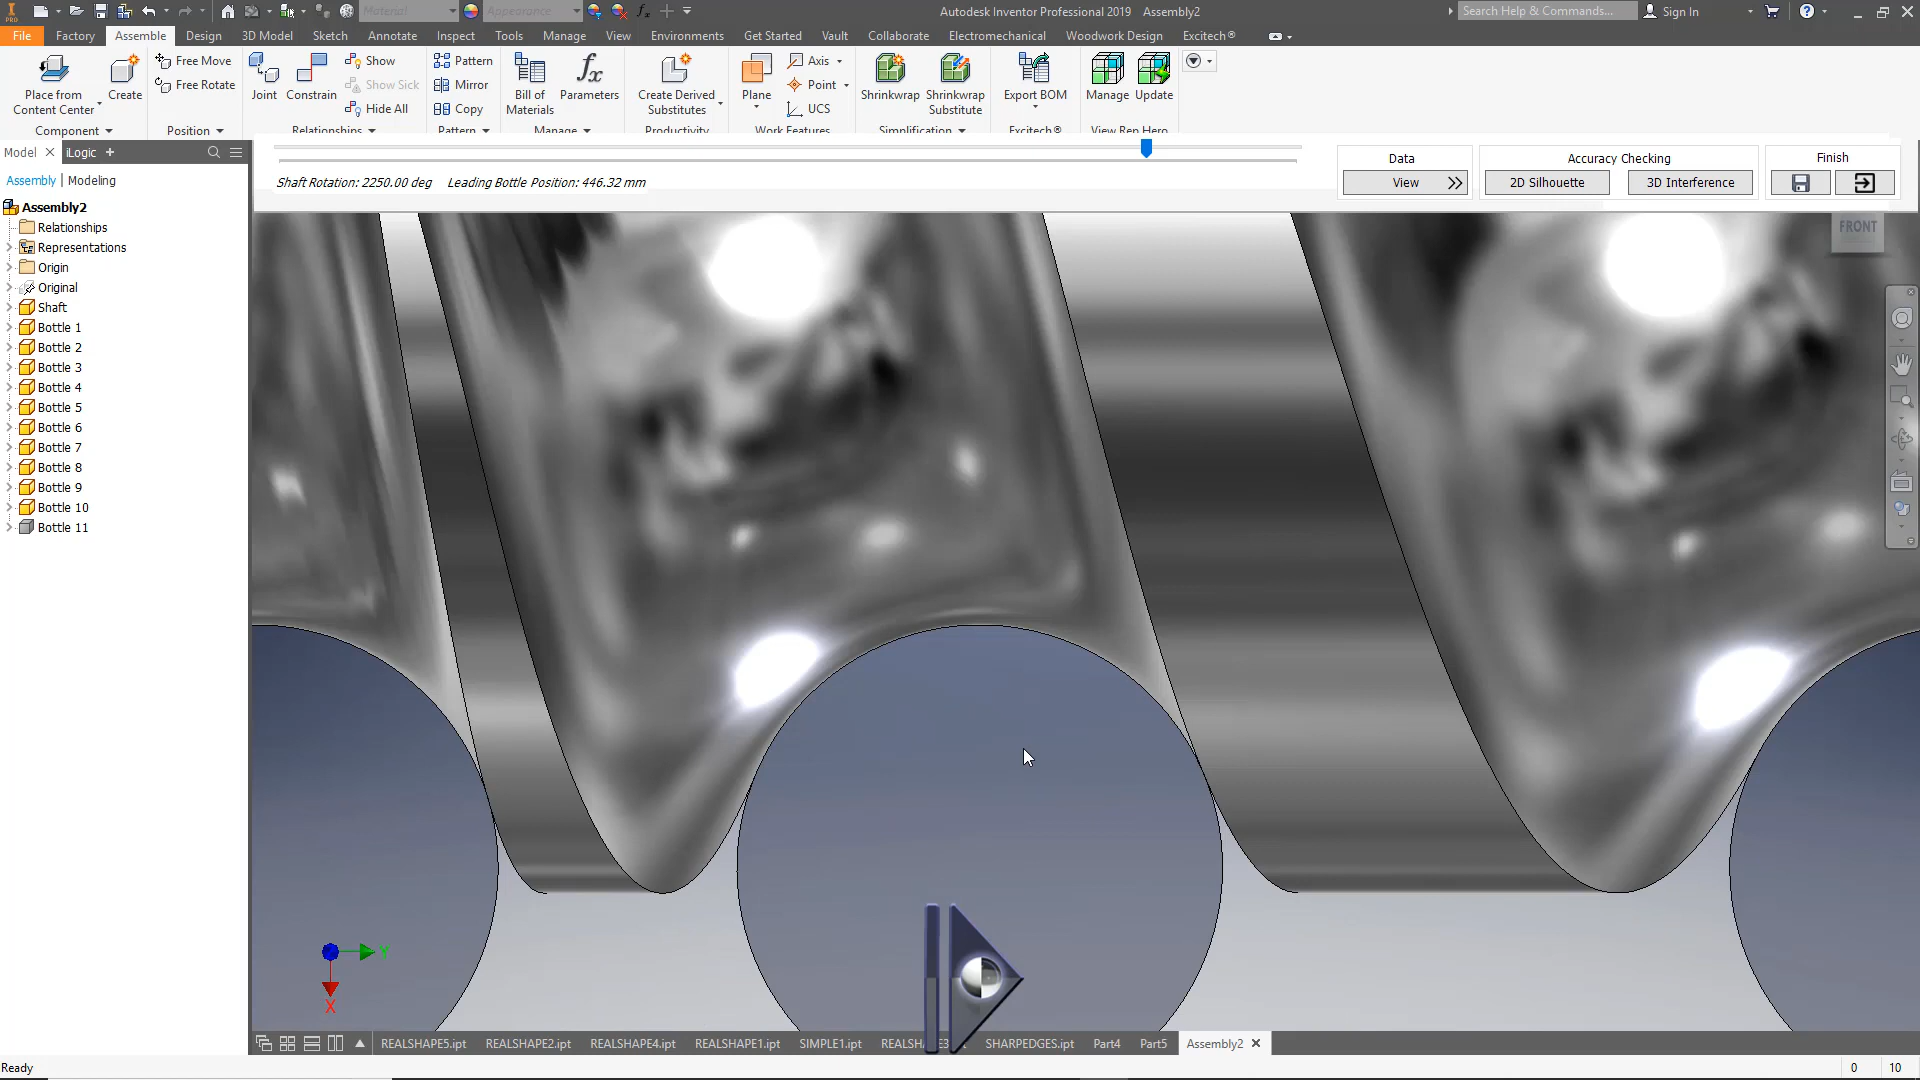 PRO
Material
Appearance
Autodesk Inventor Professional 2019 Assembly2
Search Help & Commands...
Sign In
File Factory Assemble Design 3D Model Sketch Annotate Inspect Tools Manage View Environments Get Started Vault Collaborate Electromechanical Woodwork Design Excitech®
Place from
Content Center
Create
Free Move
Free Rotate
Joint
Constrain
Show
Show Sick
Hide All
Pattern
Mirror
Copy
Bill of
Materials
Parameters
Create Derived
Substitutes
Plane
Axis
Point
UCS
Shrinkwrap
Shrinkwrap
Substitute
Export BOM
Manage
Update
Component Position Relationships Pattern Manage Productivity Work Features Simplification Excitech® View Rep Hero
Model iLogic
Assembly Modeling
Assembly2
Relationships
Representations
Origin
Original
Shaft
Bottle 1
Bottle 2
Bottle 3
Bottle 4
Bottle 5
Bottle 6
Bottle 7
Bottle 8
Bottle 9
Bottle 10
Bottle 11
Shaft Rotation: 2250.00 deg Leading Bottle Position: 446.32 mm
Data
View
Accuracy Checking
2D Silhouette
3D Interference
Finish
FRONT
Y
X
REALSHAPE5.ipt REALSHAPE2.ipt REALSHAPE4.ipt REALSHAPE1.ipt SIMPLE1.ipt SHARPEDGES.ipt Part4 Part5 Assembly2
Ready
0 10